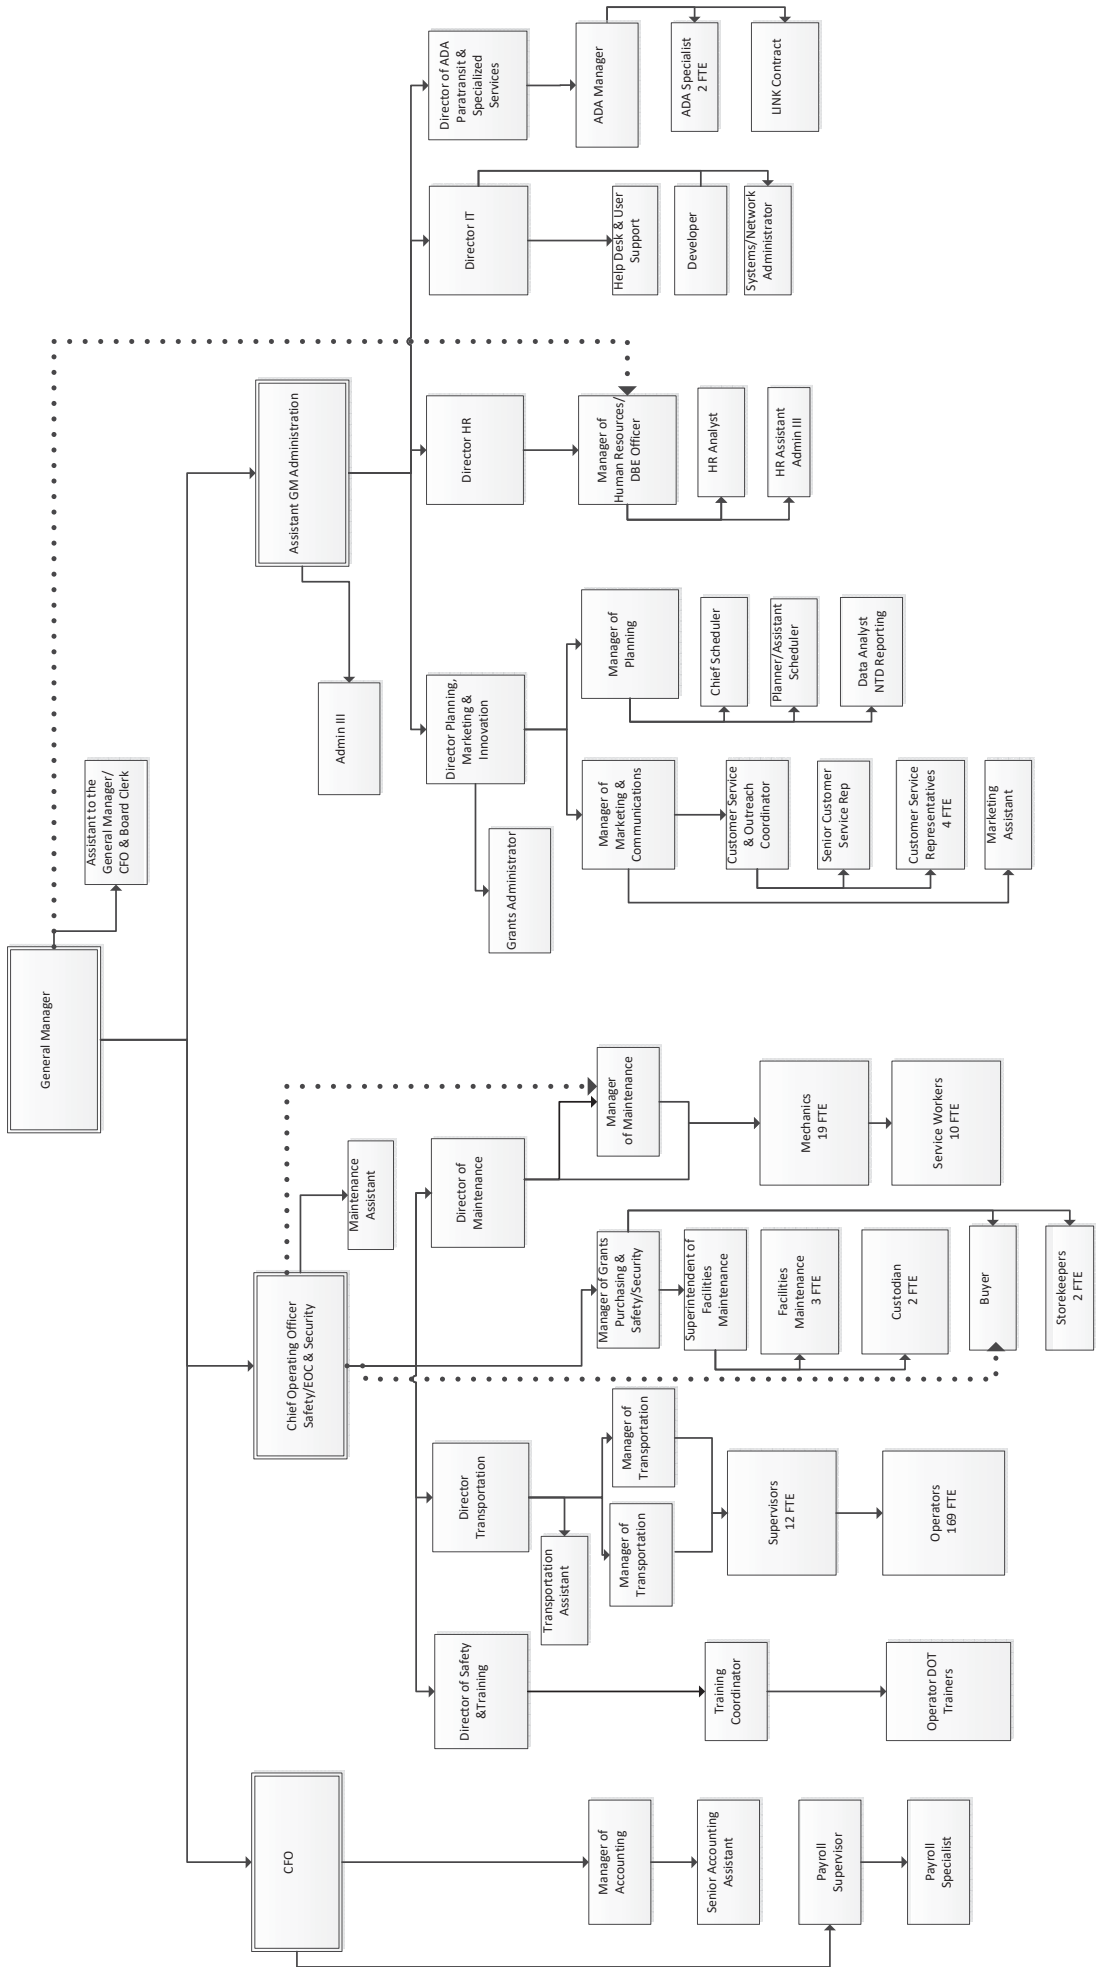 General Manager
Assistant to the
General Manager/
CFO & Board Clerk
CFO
Chief Operating Officer
Safety/EOC & Security
Assistant GM Administration
Maintenance
Assistant
Admin III
Director of Safety
&Training
Director
Transportation
Director of
Maintenance
Director Planning,
Marketing &
Innovation
Director HR
Director IT
Director of ADA
Paratransit &
Specialized
Services
Grants Administrator
Transportation
Assistant
Manager of
Accounting
Manager of
Transportation
Manager of
Transportation
Manager of Grants
Purchasing &
Safety/Security
Manager
of Maintenance
Manager of
Marketing &
Communications
Manager of
Planning
Manager of
Human Resources/
DBE Officer
Help Desk & User
Support
ADA Manager
Senior Accounting
Assistant
Training
Coordinator
Supervisors
12 FTE
Superintendent of
Facilities
Maintenance
Mechanics
19 FTE
Customer Service
& Outreach
Coordinator
Chief Scheduler
HR Analyst
Developer
ADA Specialist
2 FTE
Payroll
Supervisor
Facilities
Maintenance
3 FTE
Senior Customer
Service Rep
Planner/Assistant
Scheduler
HR Assistant
Admin III
Systems/Network
Administrator
LINK Contract
Payroll
Specialist
Operator DOT
Trainers
Operators
169 FTE
Custodian
2 FTE
Service Workers
10 FTE
Customer Service
Representatives
4 FTE
Data Analyst
NTD Reporting
Buyer
Marketing
Assistant
Storekeepers
2 FTE